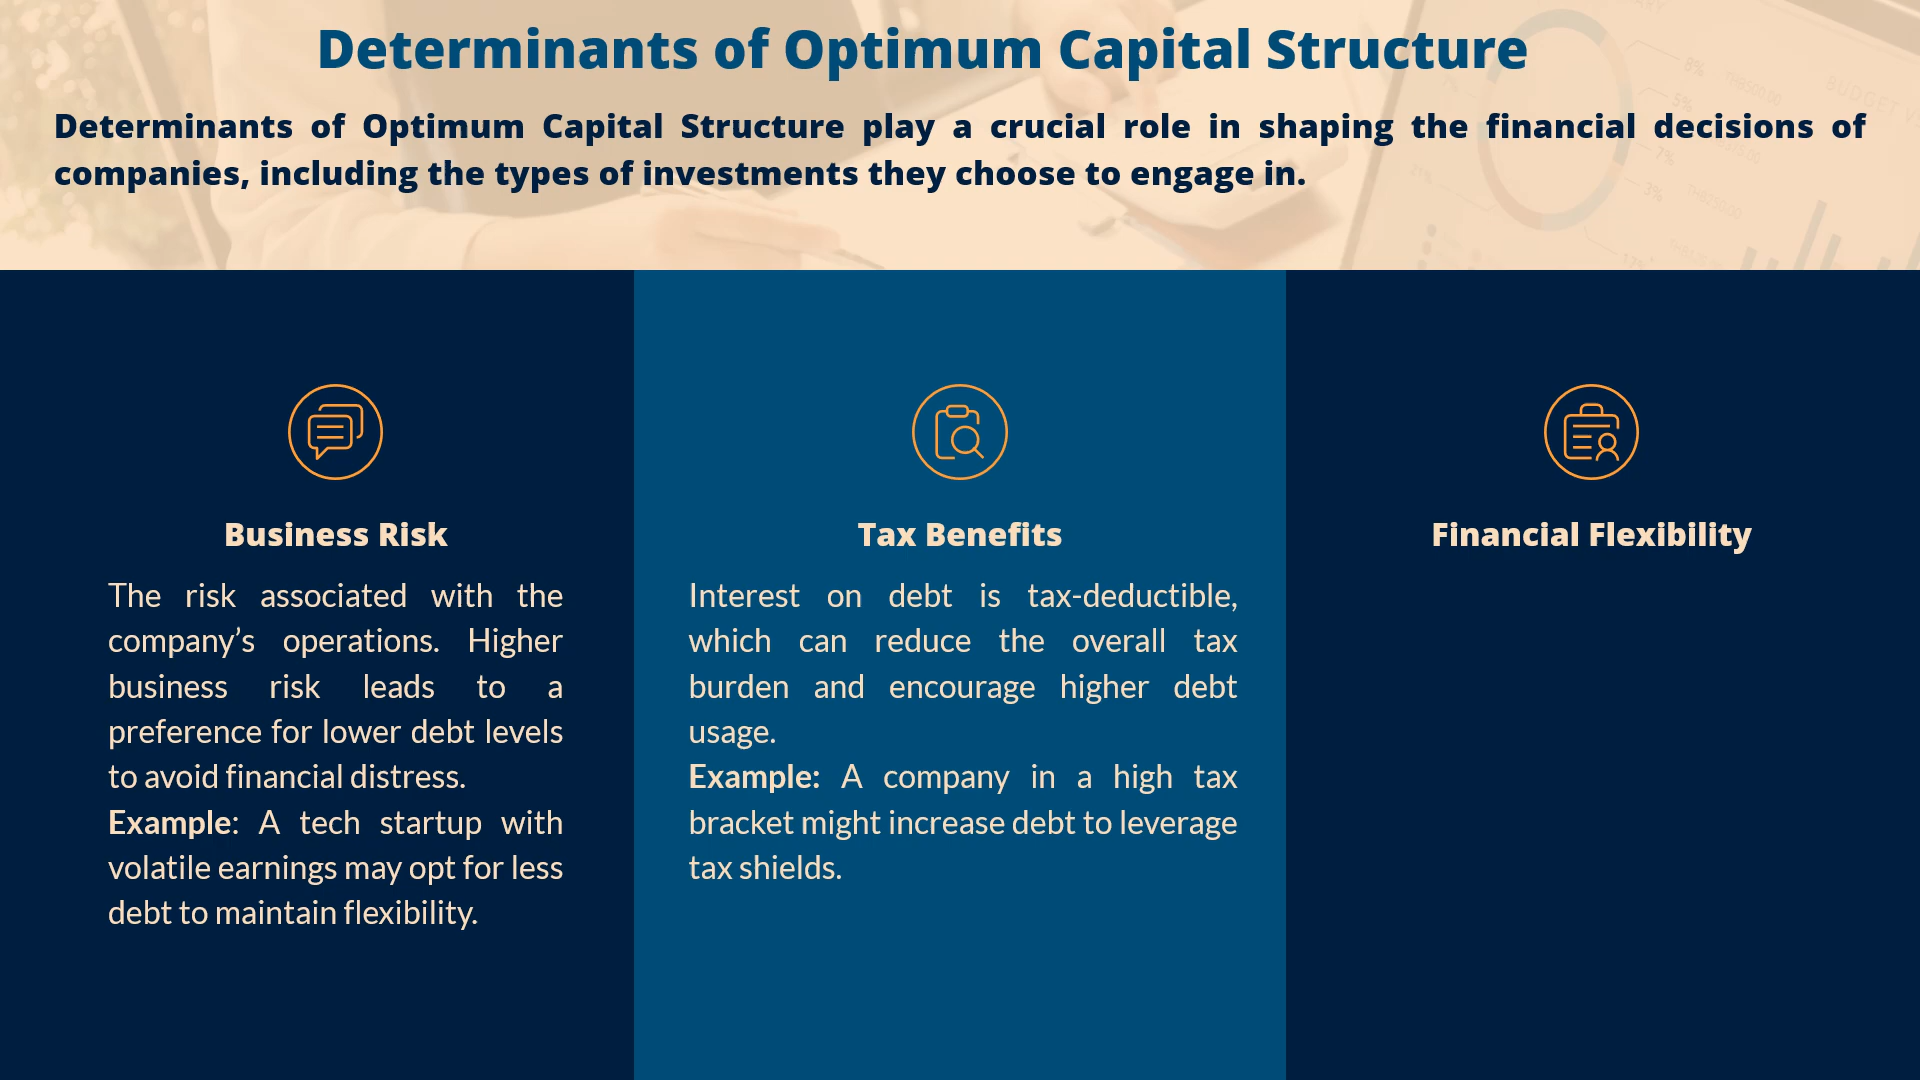 Determinants of Optimum Capital Structure
Determinants of Optimum Capital Structure play a crucial role in shaping the financial decisions of
companies, including the types of investments they choose to engage in.
Business Risk
The risk associated with the
company’s operations. Higher
business risk leads to a
preference for lower debt levels
to avoid financial distress.
Example: A tech startup with
volatile earnings may opt for less
debt to maintain flexibility.
Tax Benefits
Interest on debt is tax-deductible,
which can reduce the overall tax
burden and encourage higher debt
usage.
Example: A company in a high tax
bracket might increase debt to leverage
tax shields.
Financial Flexibility
8%
5%
7%
3%
17%